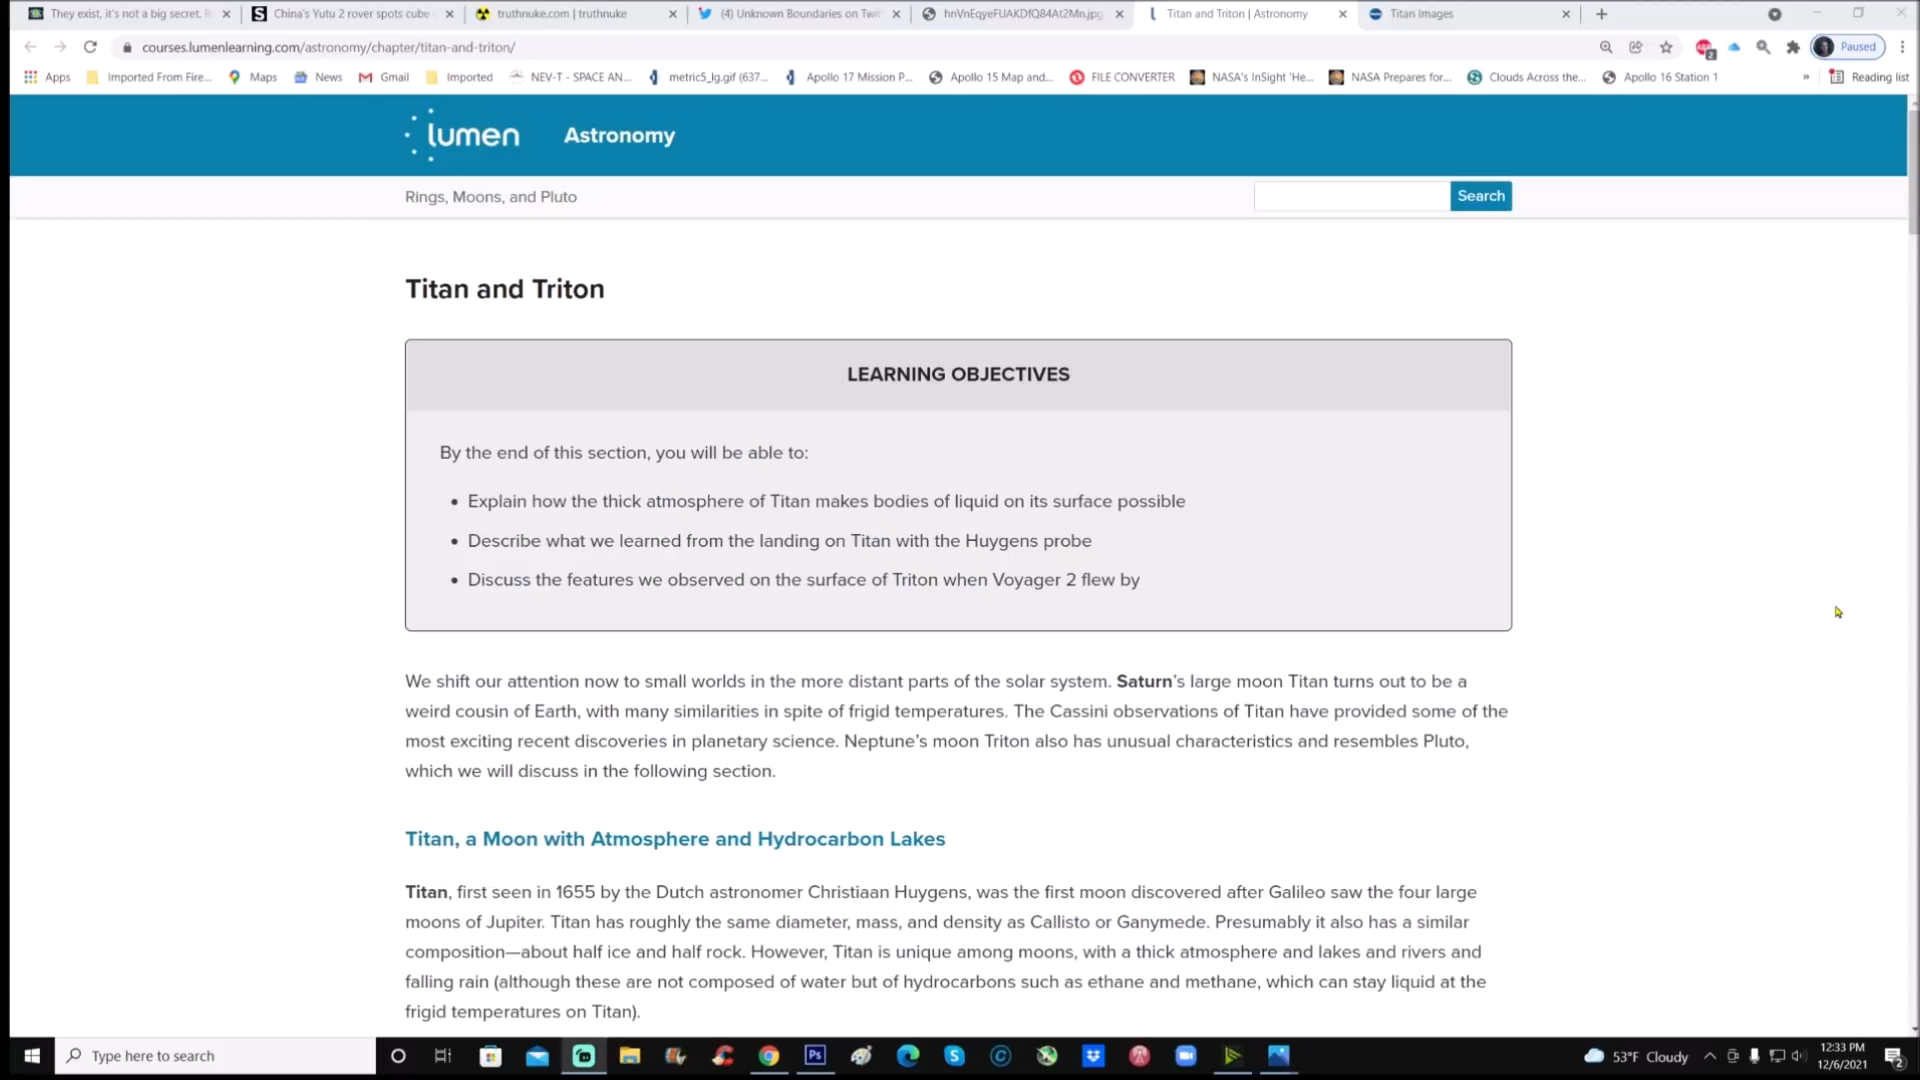 They exist, it's not a big secret. R
China's Yutu 2 rover spots cube
truthnuke.com | truthnuke
(4) Unknown Boundaries on Twit
hnVnEqyeFUAKDfQ84At2Mn.jpg
Titan and Triton | Astronomy
Titan Images
courses.lumenlearning.com/astronomy/chapter/titan-and-triton/
Paused
Apps
Imported From Fire...
Maps
News
Gmail
Imported
NEV-T - SPACE AN...
metric5_lg.gif (637...
Apollo 17 Mission P...
Apollo 15 Map and...
FILE CONVERTER
NASA's InSight 'He...
NASA Prepares for...
Clouds Across the...
Apollo 16 Station 1
»
Reading list
lumen
Astronomy
Rings, Moons, and Pluto
Search
Titan and Triton
LEARNING OBJECTIVES
By the end of this section, you will be able to:
• Explain how the thick atmosphere of Titan makes bodies of liquid on its surface possible
• Describe what we learned from the landing on Titan with the Huygens probe
• Discuss the features we observed on the surface of Triton when Voyager 2 flew by
We shift our attention now to small worlds in the more distant parts of the solar system. Saturn's large moon Titan turns out to be a
weird cousin of Earth, with many similarities in spite of frigid temperatures. The Cassini observations of Titan have provided some of the
most exciting recent discoveries in planetary science. Neptune's moon Triton also has unusual characteristics and resembles Pluto,
which we will discuss in the following section.
Titan, a Moon with Atmosphere and Hydrocarbon Lakes
Titan, first seen in 1655 by the Dutch astronomer Christiaan Huygens, was the first moon discovered after Galileo saw the four large
moons of Jupiter. Titan has roughly the same diameter, mass, and density as Callisto or Ganymede. Presumably it also has a similar
composition—about half ice and half rock. However, Titan is unique among moons, with a thick atmosphere and lakes and rivers and
falling rain (although these are not composed of water but of hydrocarbons such as ethane and methane, which can stay liquid at the
frigid temperatures on Titan).
Type here to search
Ps
53°F Cloudy
12:33 PM
12/6/2021
2